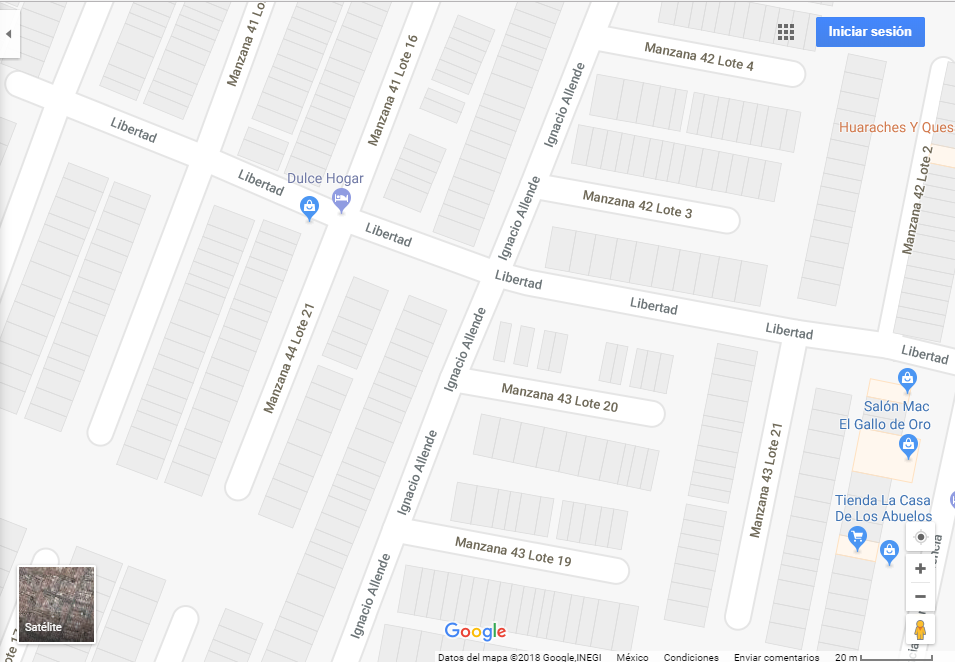 Manzana 41 Lo
Manzana 41 Lote 16
Manzana 42 Lote 4
Iniciar sesión
Ignacio Allende
Huaraches Y Ques
Libertad
Manzana 42 Lote 2
Dulce Hogar
Libertad
Ignacio Allende
Manzana 42 Lote 3
Libertad
Libertad
Libertad
Libertad
Libertad
Manzana 44 Lote 21
Ignacio Allende
Manzana 43 Lote 20
Salón Mac
El Gallo de Oro
Manzana 43 Lote 21
Ignacio Allende
Tienda La Casa
De Los Abuelos
Manzana 43 Lote 19
Ignacio Allende
Satélite
Google
Datos del mapa ©2018 Google,INEGI México Condiciones Enviar comentarios 20 m